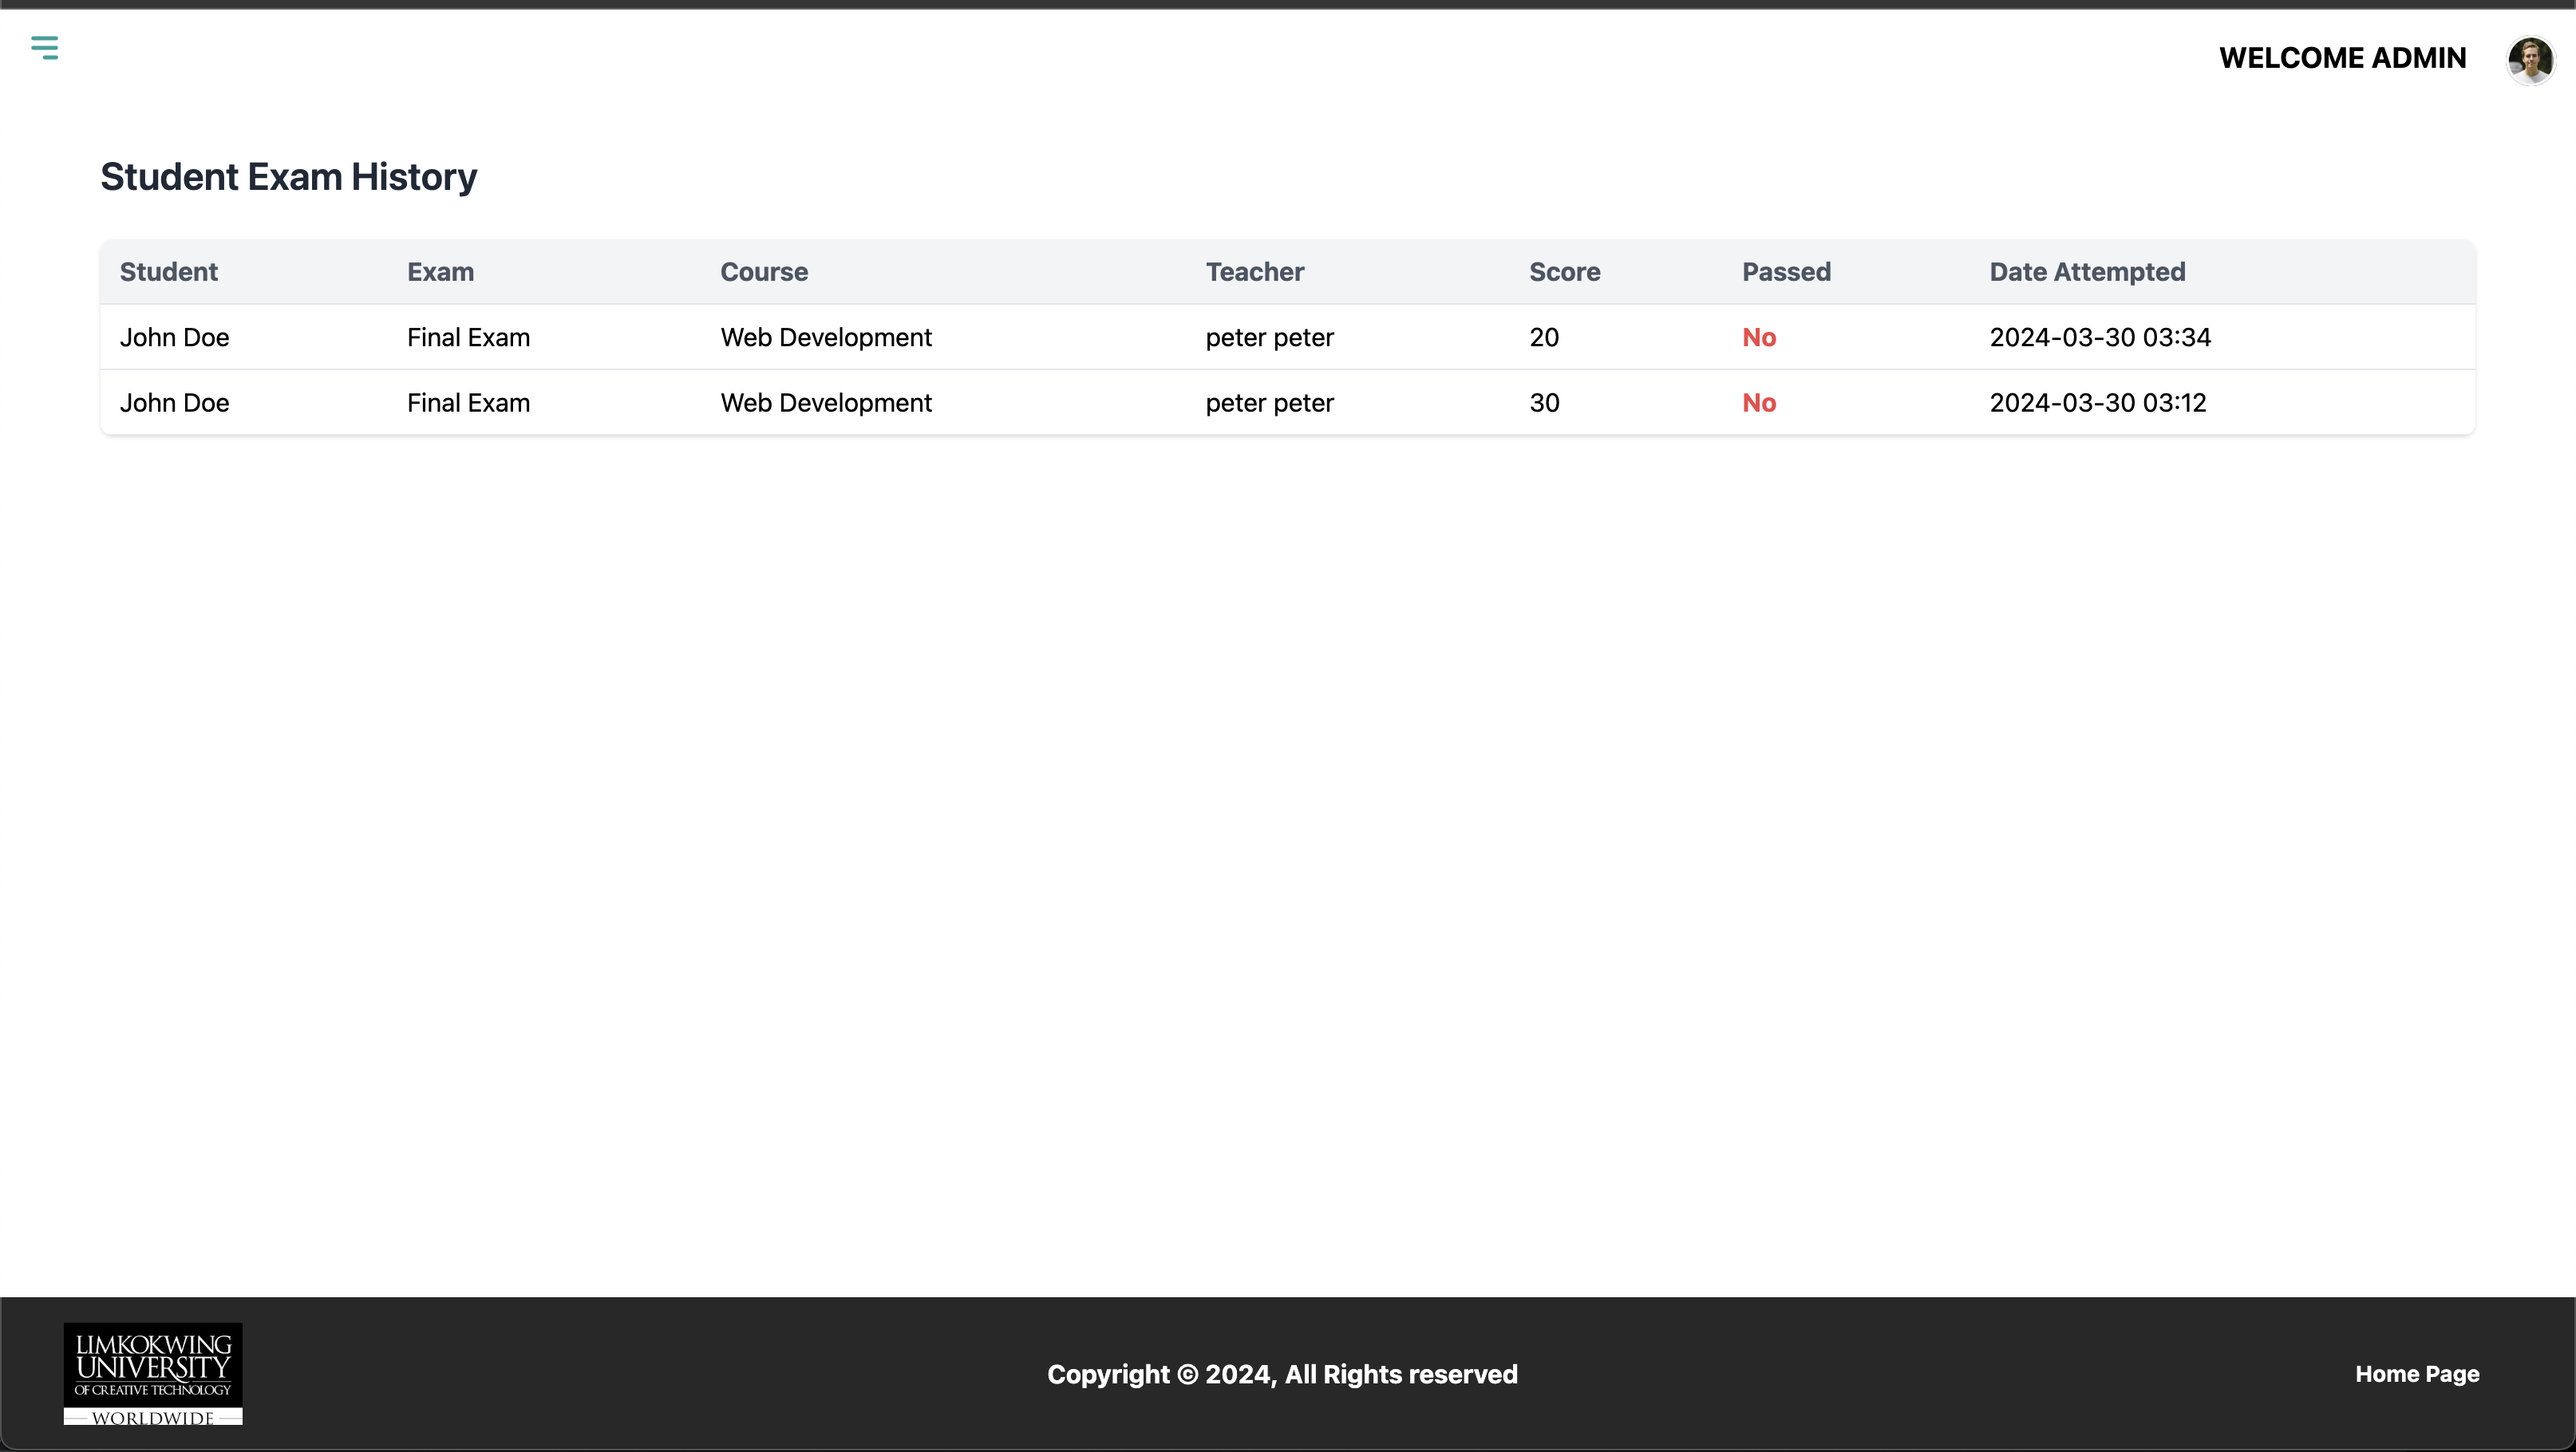 WELCOME ADMIN
Student Exam History
Student Exam Course Teacher Score Passed Date Attempted
John Doe Final Exam Web Development peter peter 20 No 2024-03-30 03:34
John Doe Final Exam Web Development peter peter 30 No 2024-03-30 03:12
LIMKOKWING
UNIVERSITY
OF CREATIVE TECHNOLOGY
WORLDWIDE
Copyright © 2024, All Rights reserved
Home Page